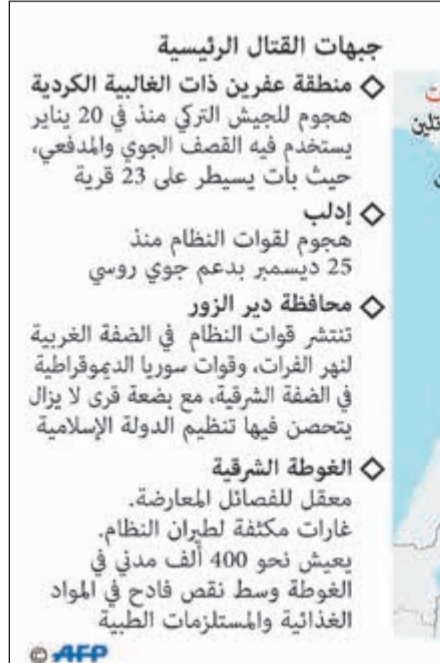 جبهات القتال الرئيسية
◇ منطقة عفرين ذات الغالبية الكردية
هجوم للجيش التركي منذ في 20 يناير
يستخدم فيه القصف الجوي والمدفعي،
حيث بات يسيطر على 23 قرية
◇ إدلب
هجوم لقوات النظام منذ
25 ديسمبر بدعم جوي روسي
◇ محافظة دير الزور
تنتشر قوات النظام في الضفة الغربية
لنهر الفرات، وقوات سوريا الديموقراطية
في الضفة الشرقية، مع بضعة قرى لا يزال
يتحصن فيها تنظيم الدولة الإسلامية
◇ الغوطة الشرقية
معقل للفصائل المعارضة.
غارات مكثفة لطيران النظام.
يعيش نحو 400 ألف مدني في
الغوطة وسط نقص فادح في المواد
الغذائية والمستلزمات الطبية
© AFP